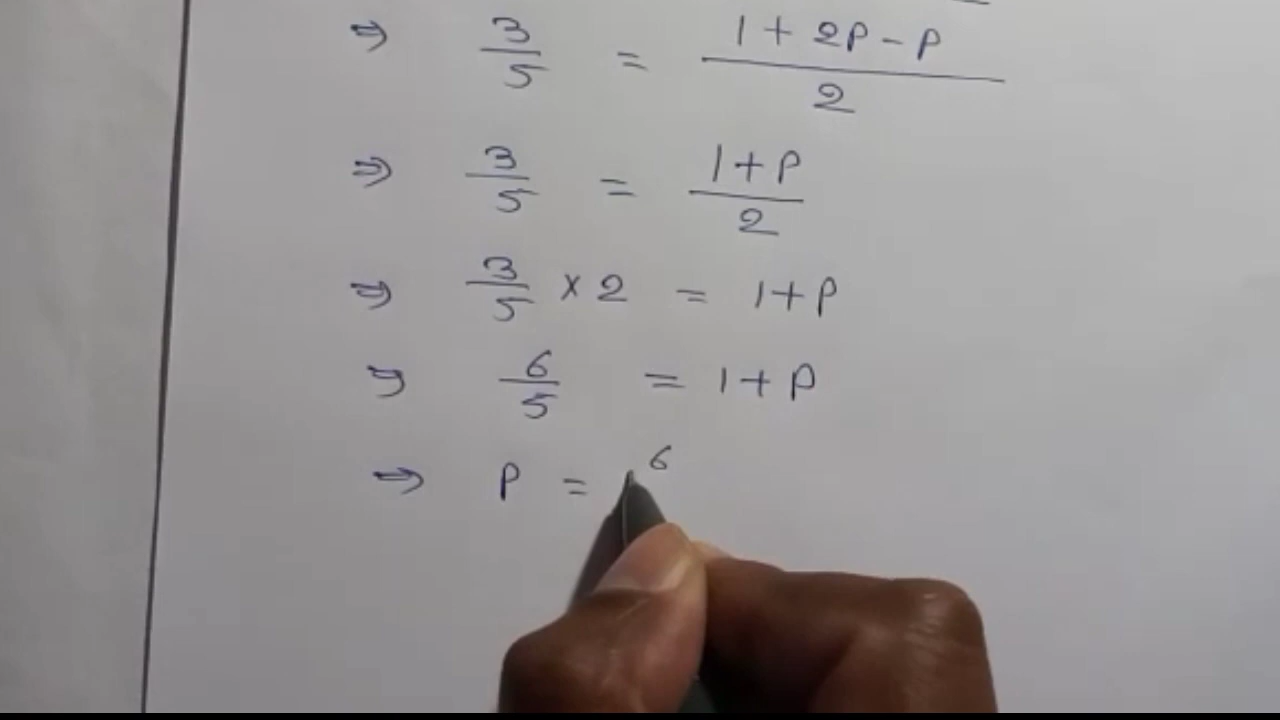 ⇒ 3/5 = (1 + 2P - P)/2
⇒ 3/5 = (1 + P)/2
⇒ 3/5 × 2 = 1 + P
⇒ 6/5 = 1 + P
⇒ P = 6